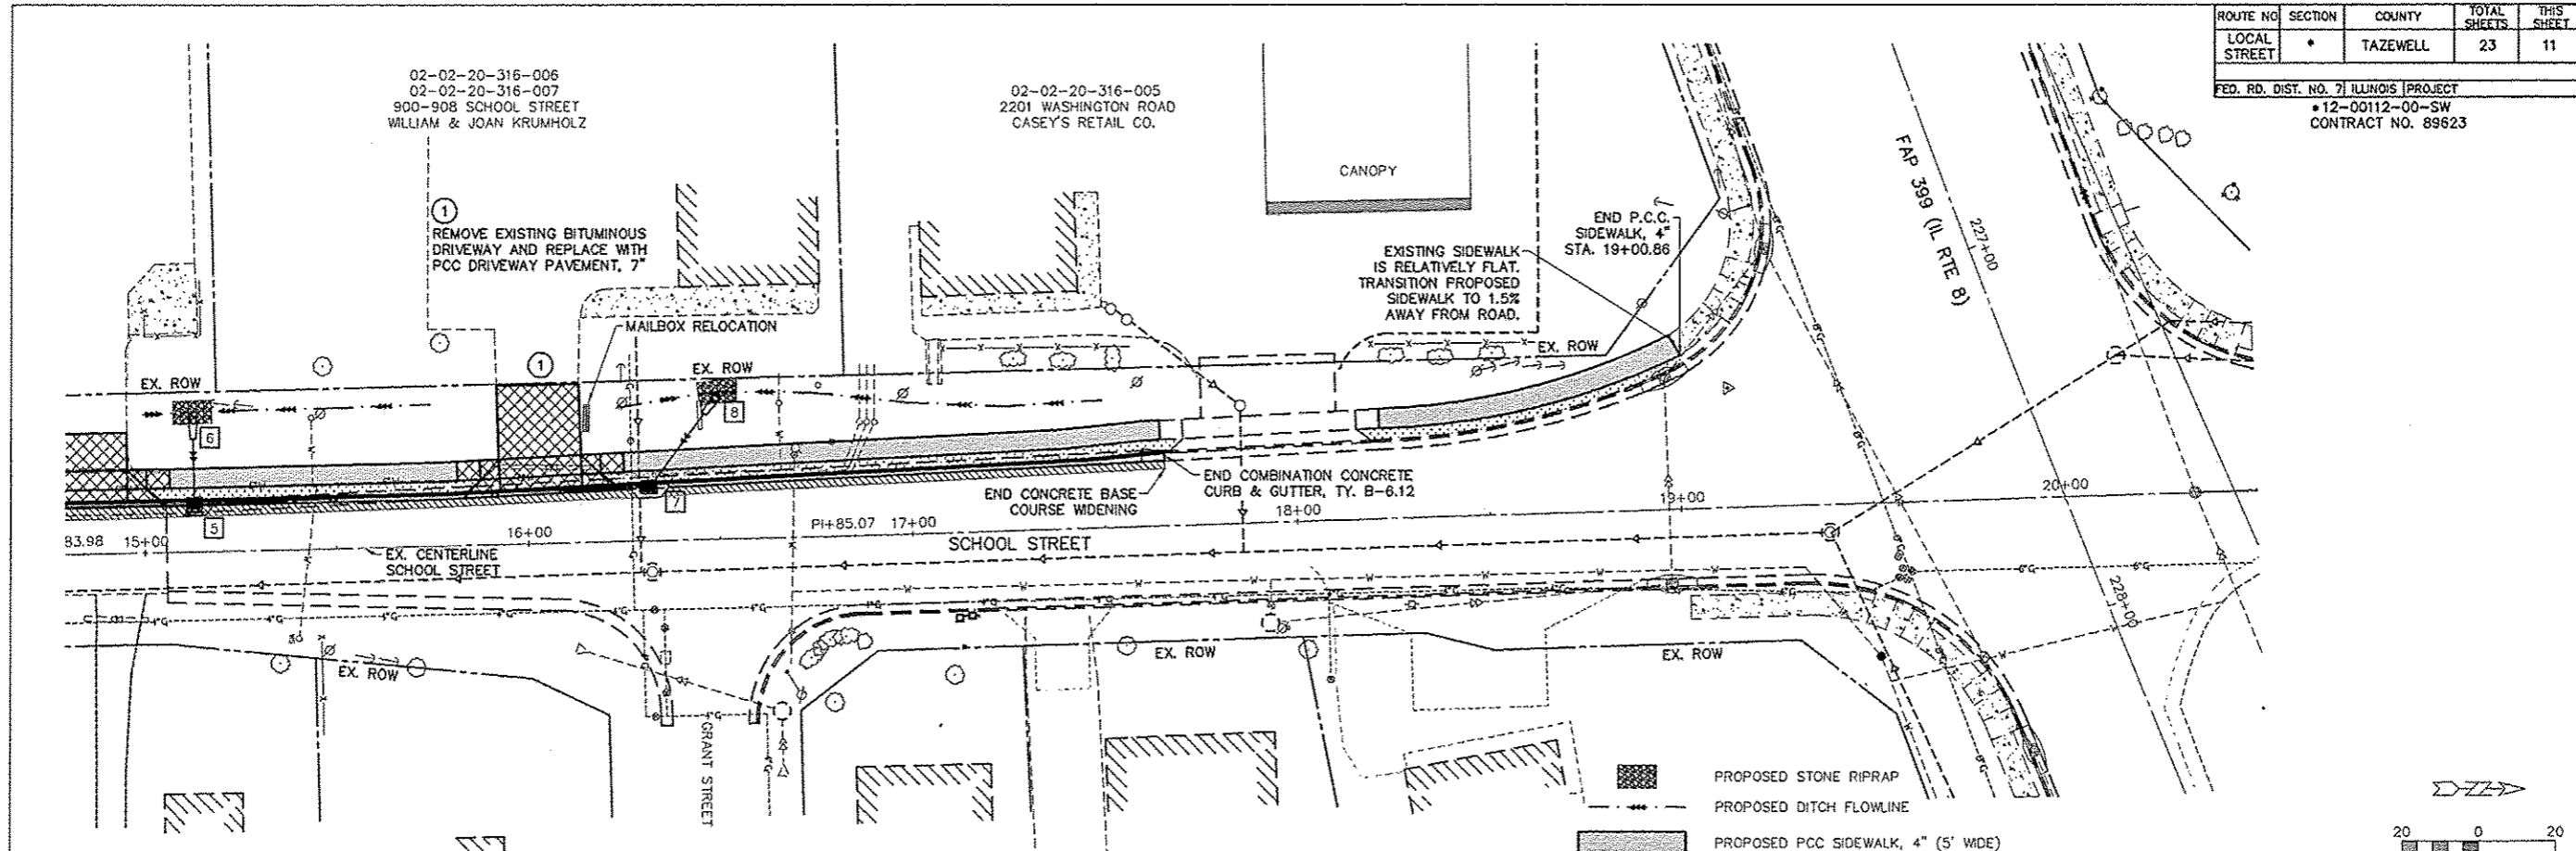 ROUTE NO SECTION COUNTY TOTAL SHEETS THIS SHEET
LOCAL STREET * TAZEWELL 23 11
FED. RD. DIST. NO. 7 ILLINOIS PROJECT
*12-00112-00-SW
CONTRACT NO. 89623
02-02-20-316-006
02-02-20-316-007
900-908 SCHOOL STREET
WILLIAM & JOAN KRUMHOLZ
02-02-20-316-005
2201 WASHINGTON ROAD
CASEY'S RETAIL CO.
CANOPY
FAP 399 (IL RTE 8)
227+00
228+00
1
REMOVE EXISTING BITUMINOUS
DRIVEWAY AND REPLACE WITH
PCC DRIVEWAY PAVEMENT, 7"
END P.C.C.
SIDEWALK, 4"
STA. 19+00.86
EXISTING SIDEWALK
IS RELATIVELY FLAT.
TRANSITION PROPOSED
SIDEWALK TO 1.5%
AWAY FROM ROAD.
MAILBOX RELOCATION
EX. ROW
1
EX. ROW
EX. ROW
6
8
5
7
END CONCRETE BASE
COURSE WIDENING
END COMBINATION CONCRETE
CURB & GUTTER, TY. B-6.12
83.98 15+00
16+00
PI+85.07 17+00
18+00
19+00
20+00
EX. CENTERLINE
SCHOOL STREET
SCHOOL STREET
EX. ROW
EX. ROW
EX. ROW
GRANT STREET
PROPOSED STONE RIPRAP
PROPOSED DITCH FLOWLINE
PROPOSED PCC SIDEWALK, 4" (5' WIDE)
20 0 20